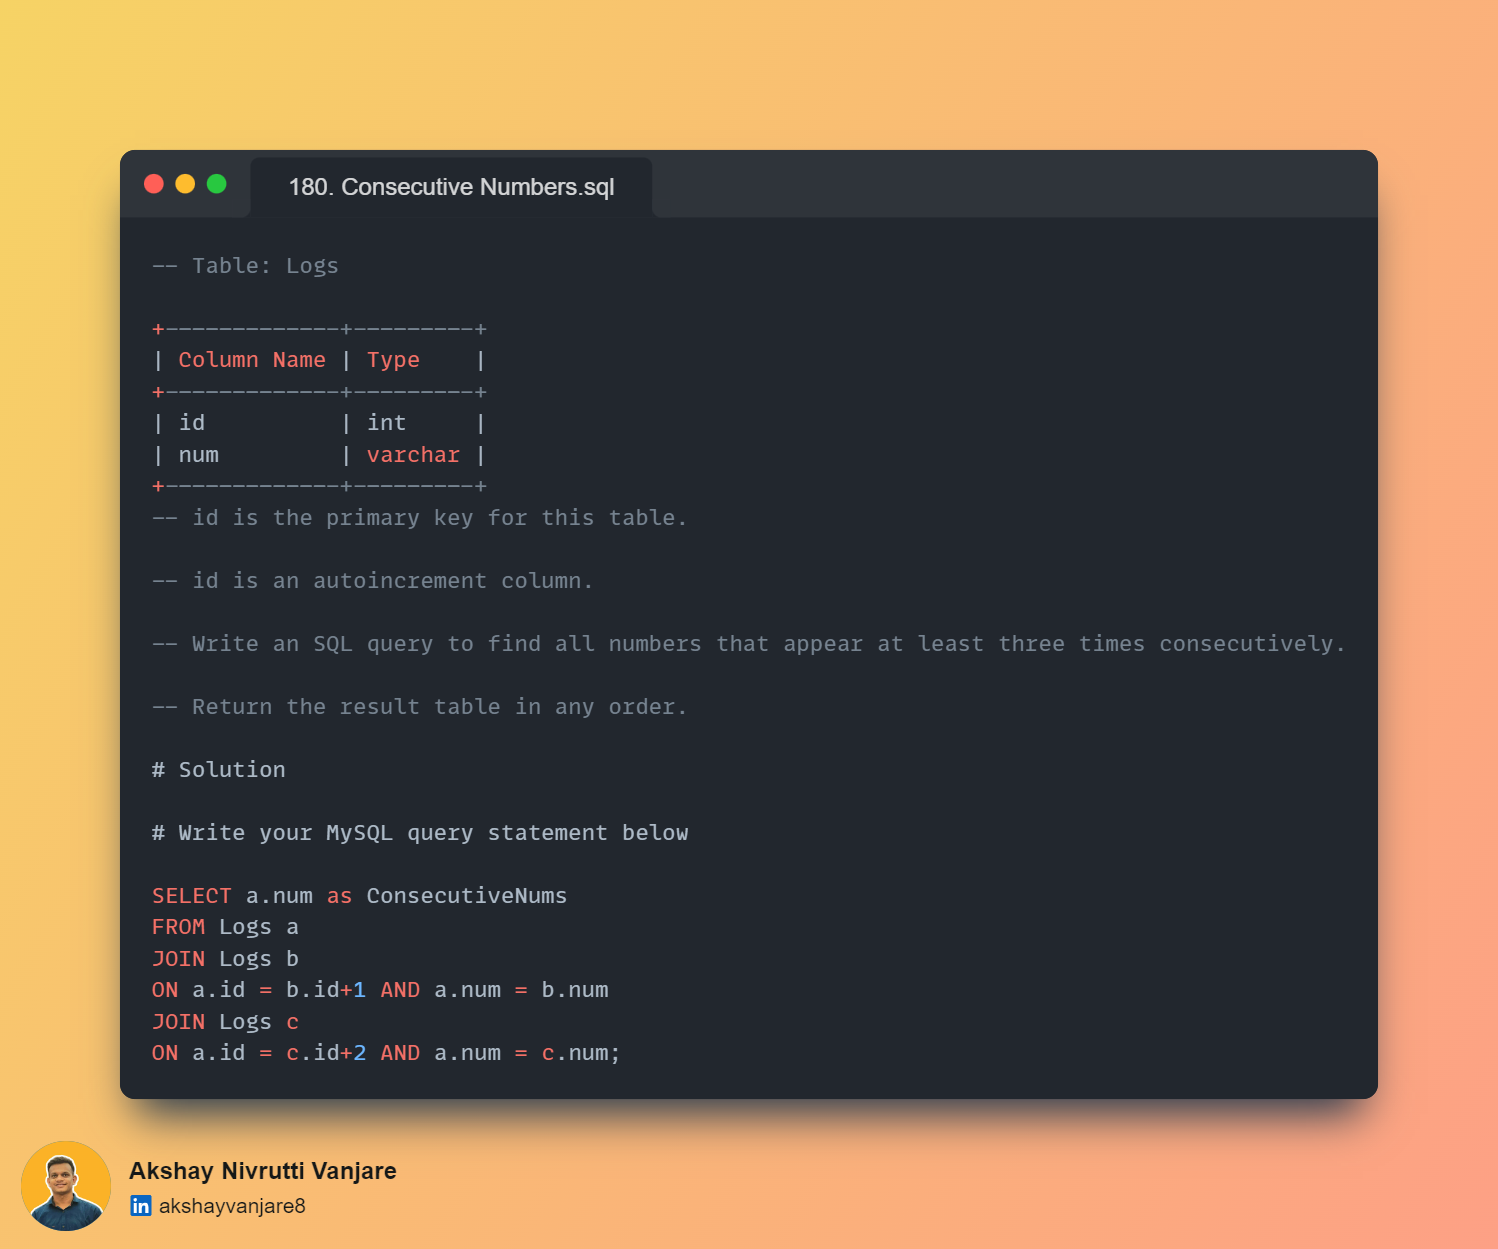 180. Consecutive Numbers.sql
-- Table: Logs
+-------------+---------+
| Column Name | Type    |
+-------------+---------+
| id          | int     |
| num         | varchar |
+-------------+---------+
-- id is the primary key for this table.
-- id is an autoincrement column.
-- Write an SQL query to find all numbers that appear at least three times consecutively.
-- Return the result table in any order.
# Solution
# Write your MySQL query statement below
SELECT a.num as ConsecutiveNums
FROM Logs a
JOIN Logs b
ON a.id = b.id+1 AND a.num = b.num
JOIN Logs c
ON a.id = c.id+2 AND a.num = c.num;
Akshay Nivrutti Vanjare
in akshayvanjare8